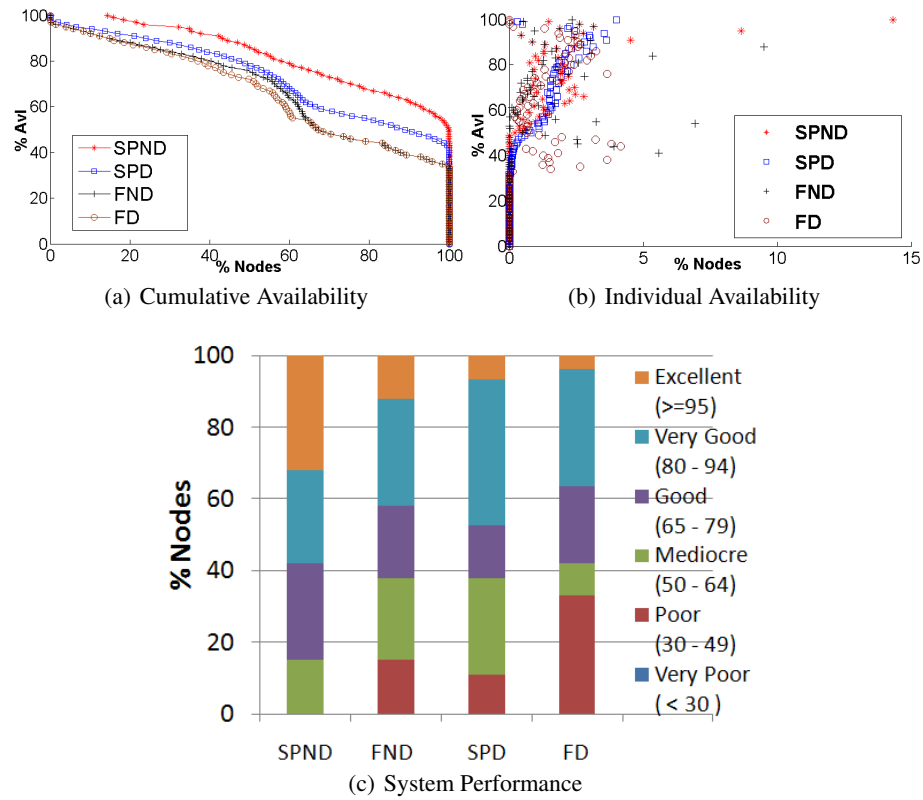 100
80
60
40
20
0
% Avl
SPND
SPD
FND
FD
0 20 40 60 80 100
% Nodes
(a) Cumulative Availability
100
80
60
40
20
0
% Avl
SPND
SPD
FND
FD
0 5 10 15
% Nodes
(b) Individual Availability
100
80
60
40
20
0
% Nodes
Excellent
(>=95)
Very Good
(80 - 94)
Good
(65 - 79)
Mediocre
(50 - 64)
Poor
(30 - 49)
Very Poor
( < 30 )
SPND FND SPD FD
(c) System Performance